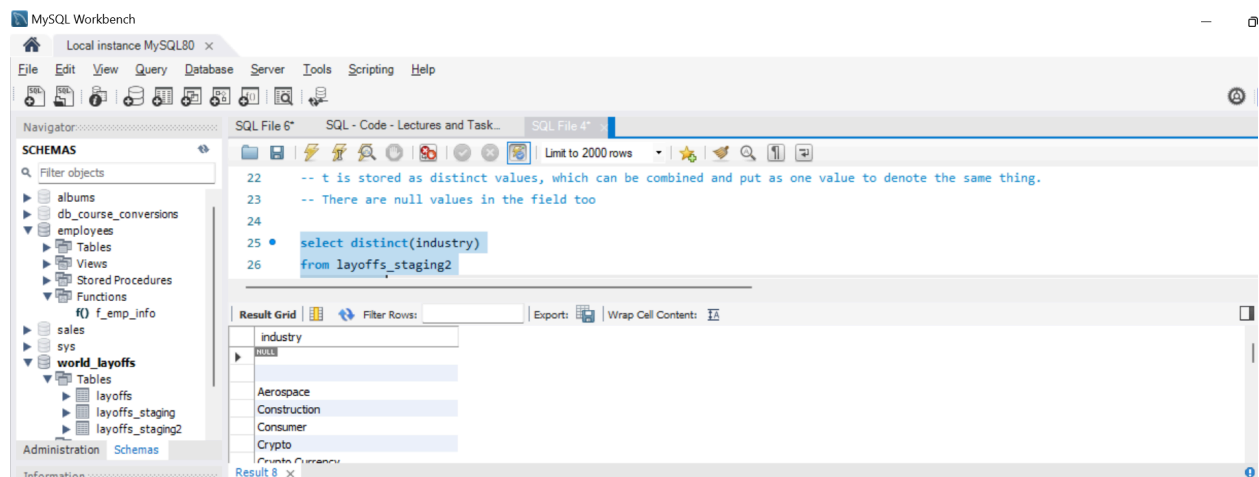 MySQL Workbench
Local instance MySQL80
File Edit View Query Database Server Tools Scripting Help
Navigator
SCHEMAS
Filter objects
albums
db_course_conversions
employees
Tables
Views
Stored Procedures
Functions
f() f_emp_info
sales
sys
world_layoffs
Tables
layoffs
layoffs_staging
layoffs_staging2
Administration Schemas
Information
SQL File 6* SQL - Code - Lectures and Task... SQL File 4*
Limit to 2000 rows
22 -- t is stored as distinct values, which can be combined and put as one value to denote the same thing.
23 -- There are null values in the field too
24
25 select distinct(industry)
26 from layoffs_staging2
Result Grid Filter Rows: Export: Wrap Cell Content:
industry
NULL
Aerospace
Construction
Consumer
Crypto
Crypto Currency
Result 8